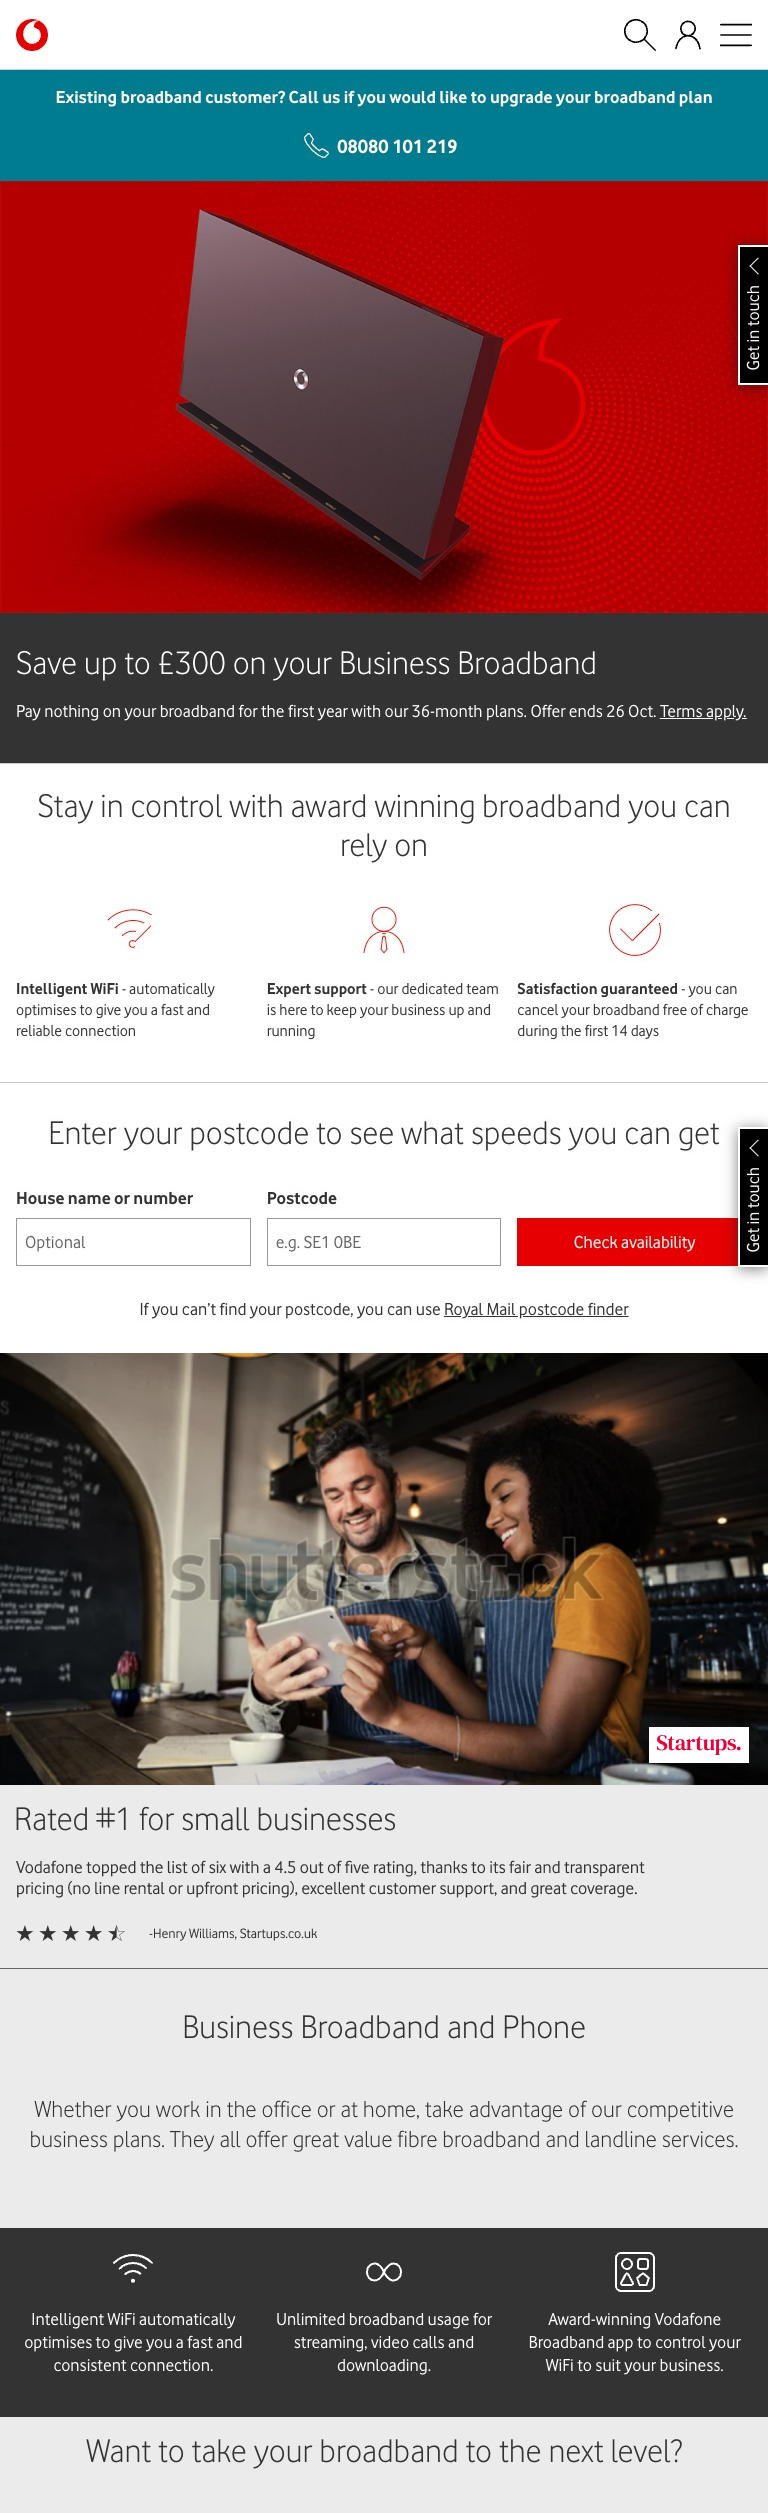 Existing broadband customer? Call us if you would like to upgrade your broadband plan
08080 101 219
Get in touch
Save up to £300 on your Business Broadband
Pay nothing on your broadband for the first year with our 36-month plans. Offer ends 26 Oct. Terms apply.
Stay in control with award winning broadband you can
rely on
Intelligent WiFi - automatically
optimises to give you a fast and
reliable connection
Expert support - our dedicated team
is here to keep your business up and
running
Satisfaction guaranteed - you can
cancel your broadband free of charge
during the first 14 days
Enter your postcode to see what speeds you can get
Get in touch
House name or number
Postcode
Optional
e.g. SE1 0BE
Check availability
If you can't find your postcode, you can use Royal Mail postcode finder
shutterstock
Startups.
Rated #1 for small businesses
Vodafone topped the list of six with a 4.5 out of five rating, thanks to its fair and transparent
pricing (no line rental or upfront pricing), excellent customer support, and great coverage.
-Henry Williams, Startups.co.uk
Business Broadband and Phone
Whether you work in the office or at home, take advantage of our competitive
business plans. They all offer great value fibre broadband and landline services.
Intelligent WiFi automatically
optimises to give you a fast and
consistent connection.
Unlimited broadband usage for
streaming, video calls and
downloading.
Award-winning Vodafone
Broadband app to control your
WiFi to suit your business.
Want to take your broadband to the next level?